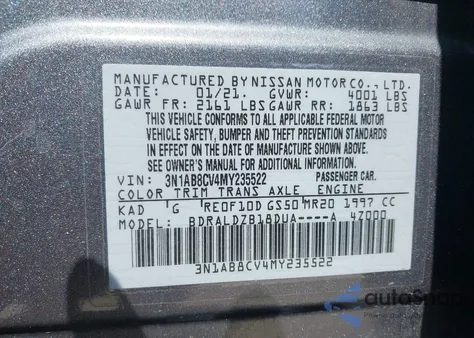 MANUFACTURED BY NISSAN MOTOR CO., LTD.
DATE: 01/21. GVWR: 4001 LBS
GAWR FR: 2161 LBS GAWR RR: 1863 LBS
THIS VEHICLE CONFORMS TO ALL APPLICABLE FEDERAL MOTOR
VEHICLE SAFETY, BUMPER AND THEFT PREVENTION STANDARDS
IN EFFECT ON THE DATE OF MANUFACTURE SHOWN ABOVE.
SEE OWNER'S MANUAL FOR ADDITIONAL INFORMATION.
VIN: 3N1AB8CV4MY235522 PASSENGER CAR.
COLOR TRIM TRANS AXLE ENGINE
KAD 'G 'RE0F10D GS50'MR20 1997 CC
MODEL: BDRALDZB18DUA----A 4Z000
3N1AB8CV4MY235522
autoSnap